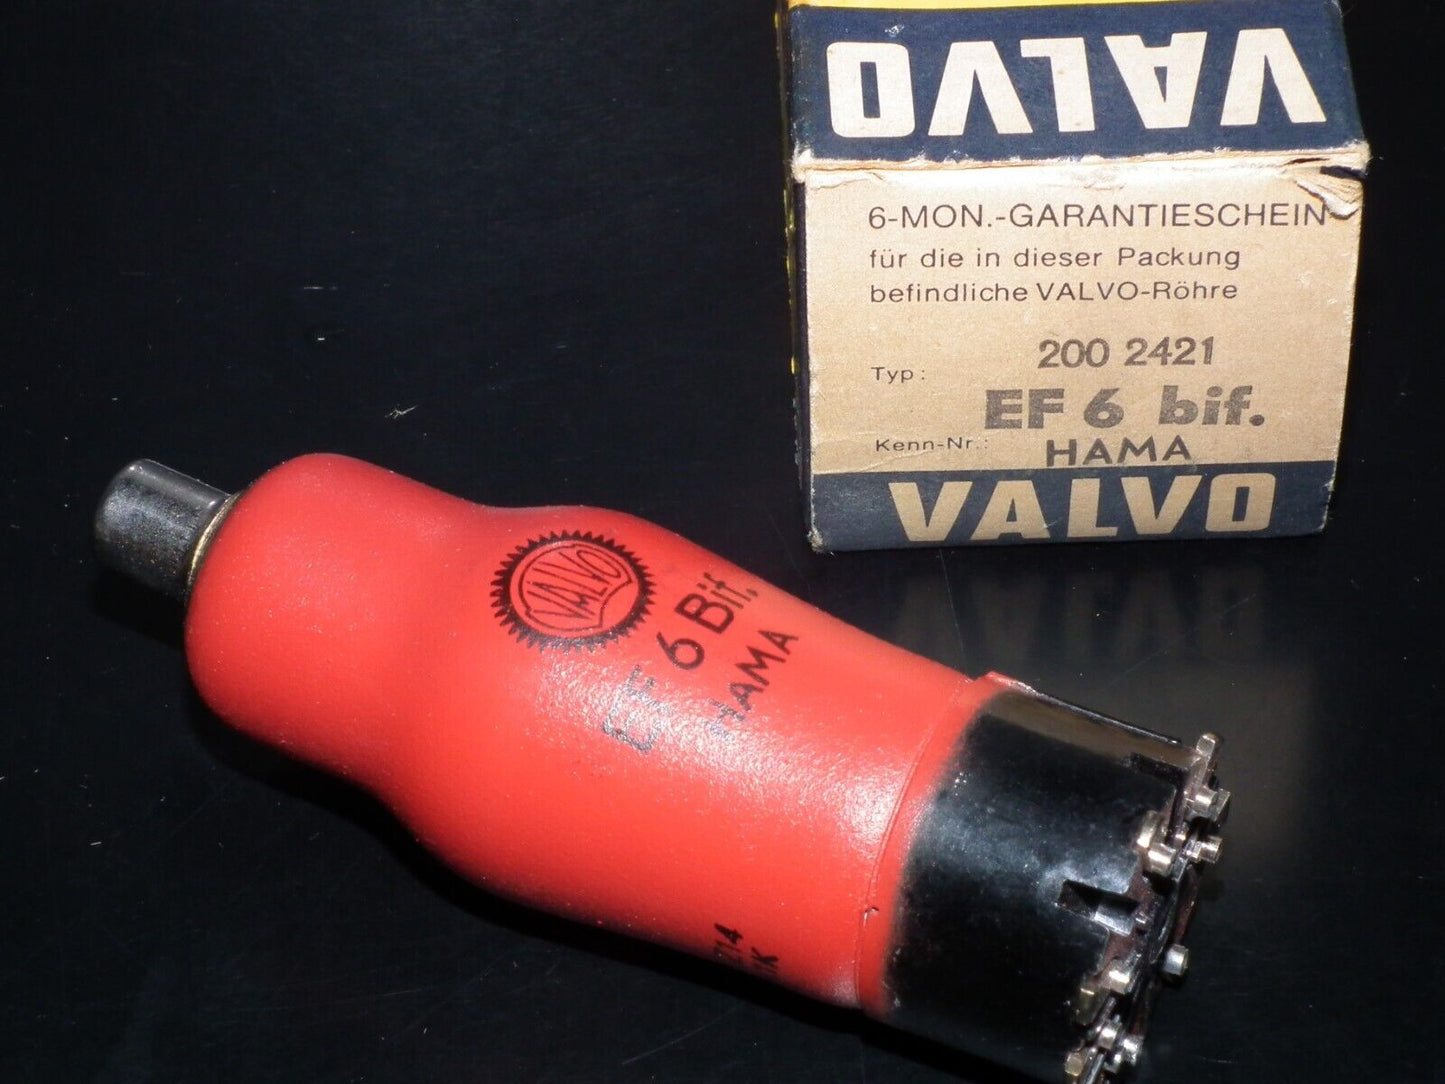 VALVO
6-MON.-GARANTIESCHEIN
für die in dieser Packung
befindliche VALVO-Röhre
200 2421
Typ:
EF 6 bif.
Kenn-Nr.:
HAMA
VALVO
VALVO
EF 6 Bif.
HAMA
Z14